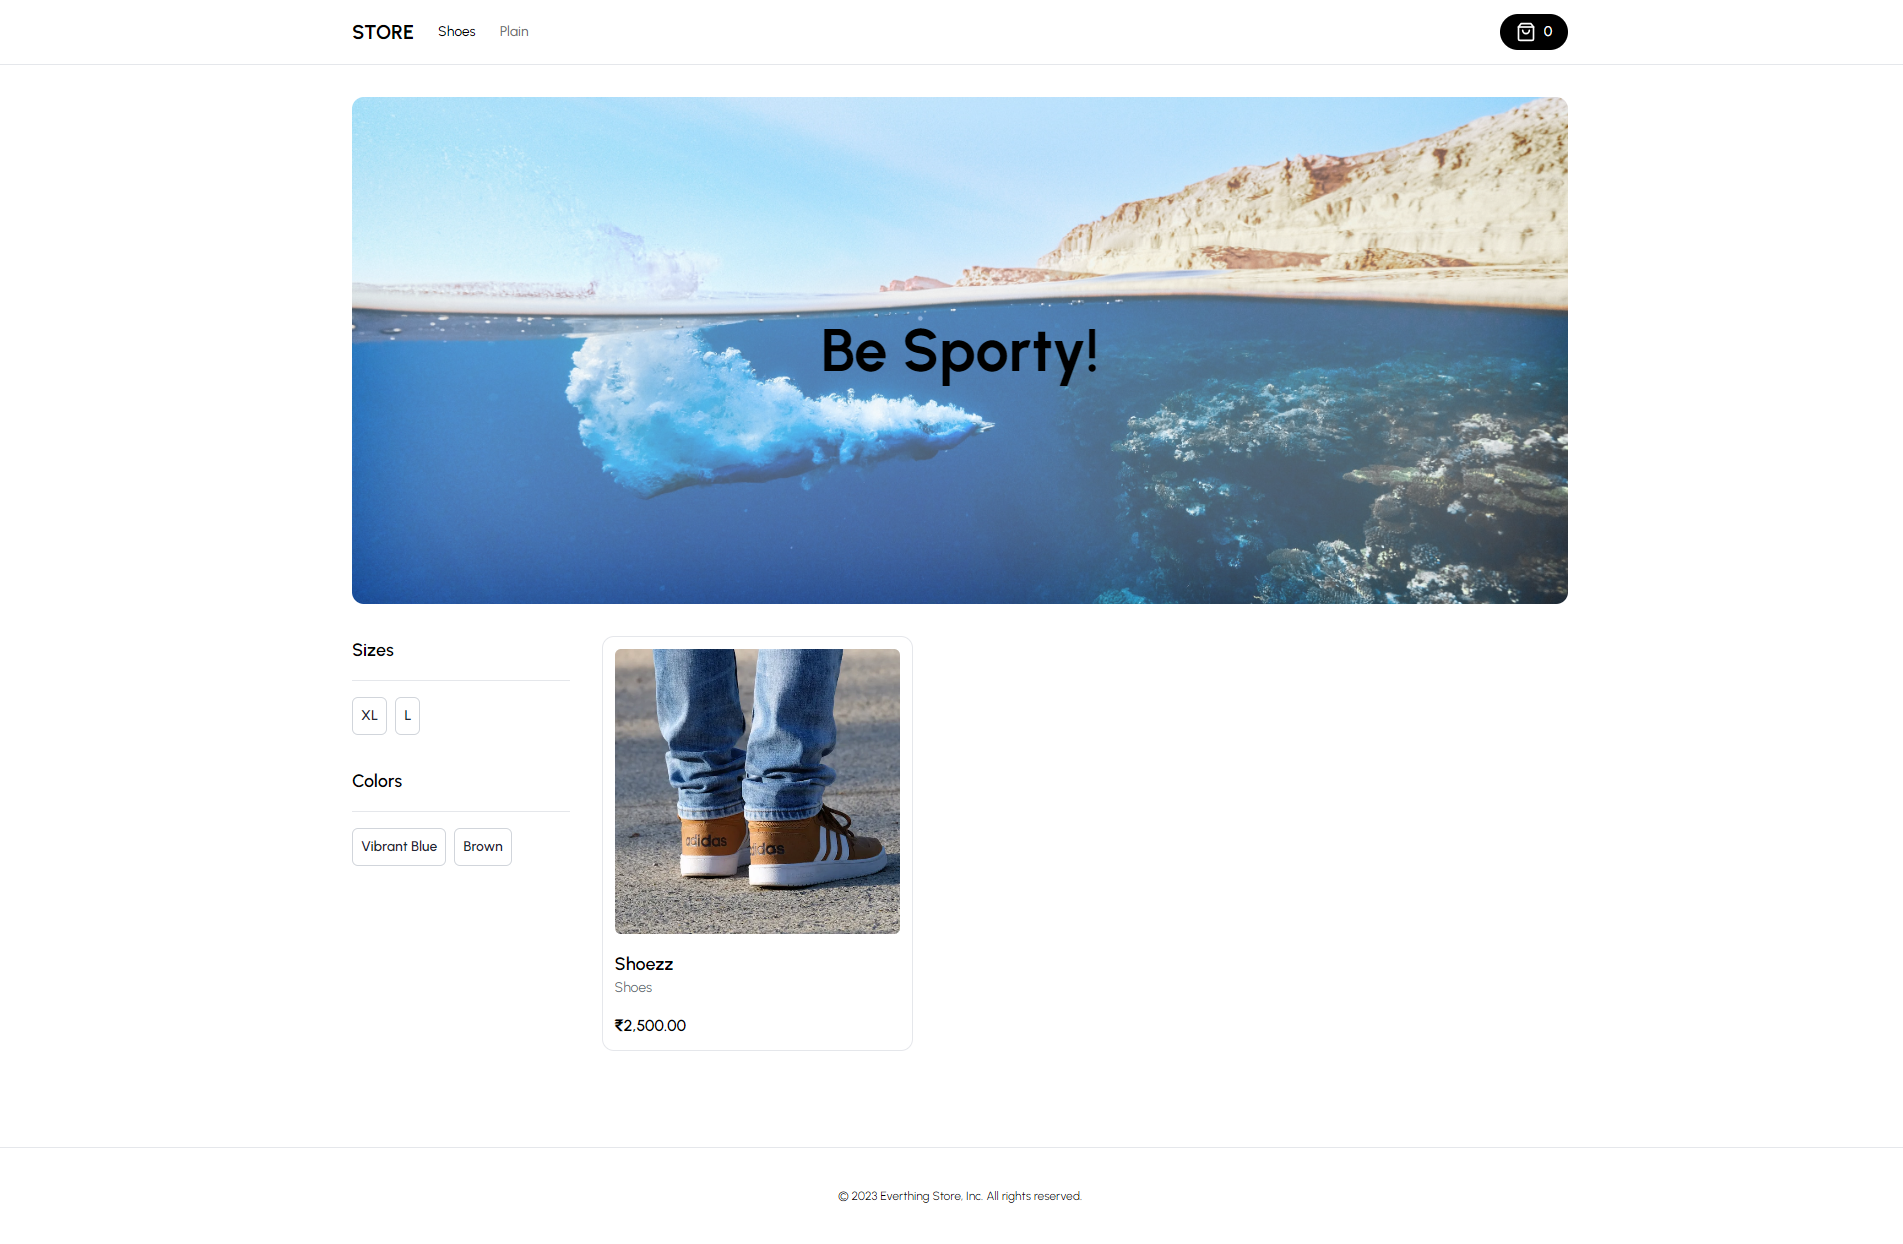 STORE Shoes Plain 0
Be Sporty!
Sizes
XL L
Colors
Vibrant Blue Brown
adidas adidas
Shoezz
Shoes
₹2,500.00
© 2023 Everthing Store, Inc. All rights reserved.